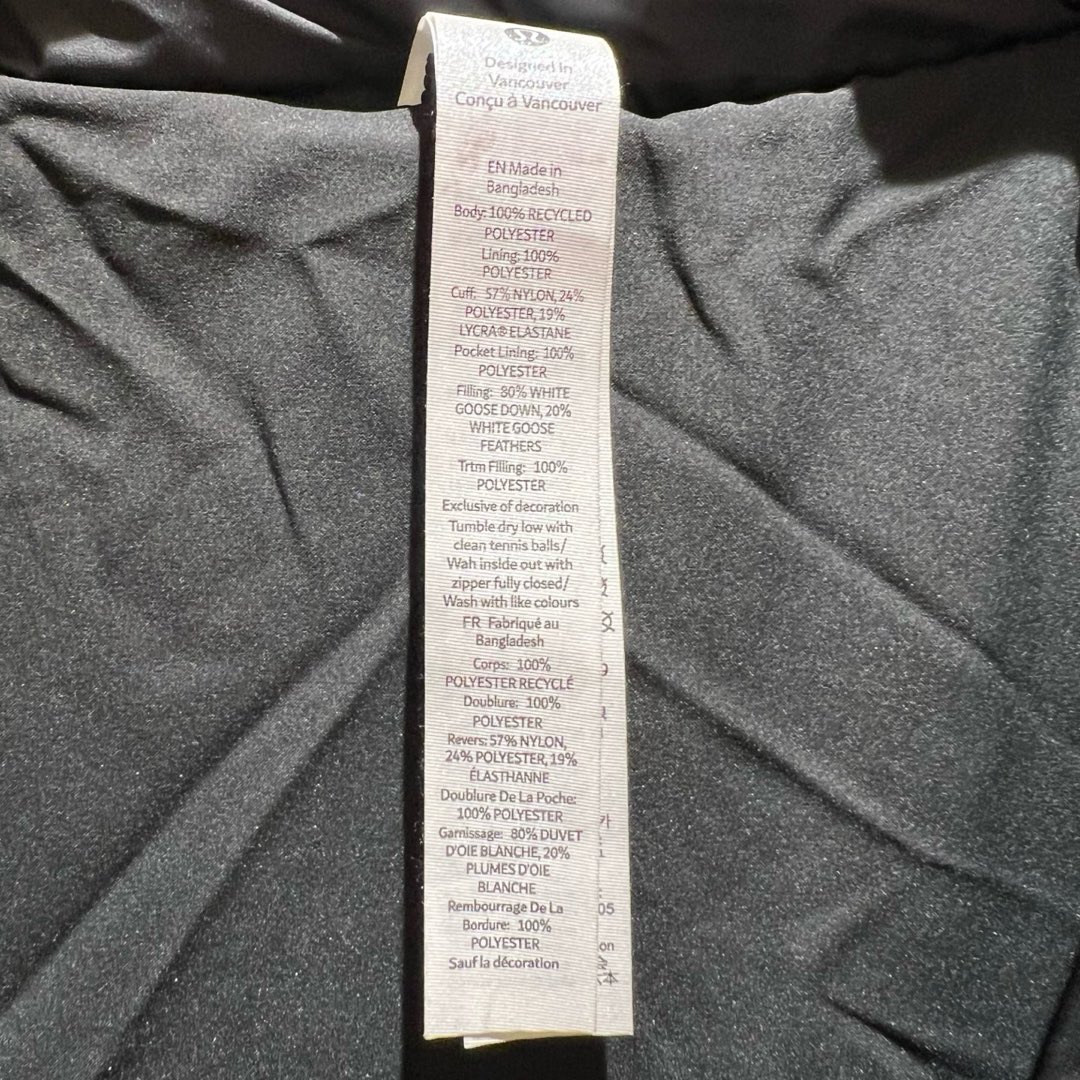 Designed in
Vancouver
Conçu à Vancouver
EN Made in
Bangladesh
Body: 100% RECYCLED
POLYESTER
Lining: 100%
POLYESTER
Cuff: 57% NYLON, 24%
POLYESTER, 19%
LYCRA® ELASTANE
Pocket Lining: 100%
POLYESTER
Filling: 80% WHITE
GOOSE DOWN, 20%
WHITE GOOSE
FEATHERS
Trtm Filling: 100%
POLYESTER
Exclusive of decoration
Tumble dry low with
clean tennis balls/
Wah inside out with
zipper fully closed/
Wash with like colours
FR Fabriqué au
Bangladesh
Corps: 100%
POLYESTER RECYCLÉ
Doublure: 100%
POLYESTER
Revers: 57% NYLON,
24% POLYESTER, 19%
ÉLASTHANNE
Doublure De La Poche:
100% POLYESTER
Garnissage: 80% DUVET
D'OIE BLANCHE, 20%
PLUMES D'OIE
BLANCHE
Rembourrage De La
Bordure: 100%
POLYESTER
Sauf la décoration
05
on